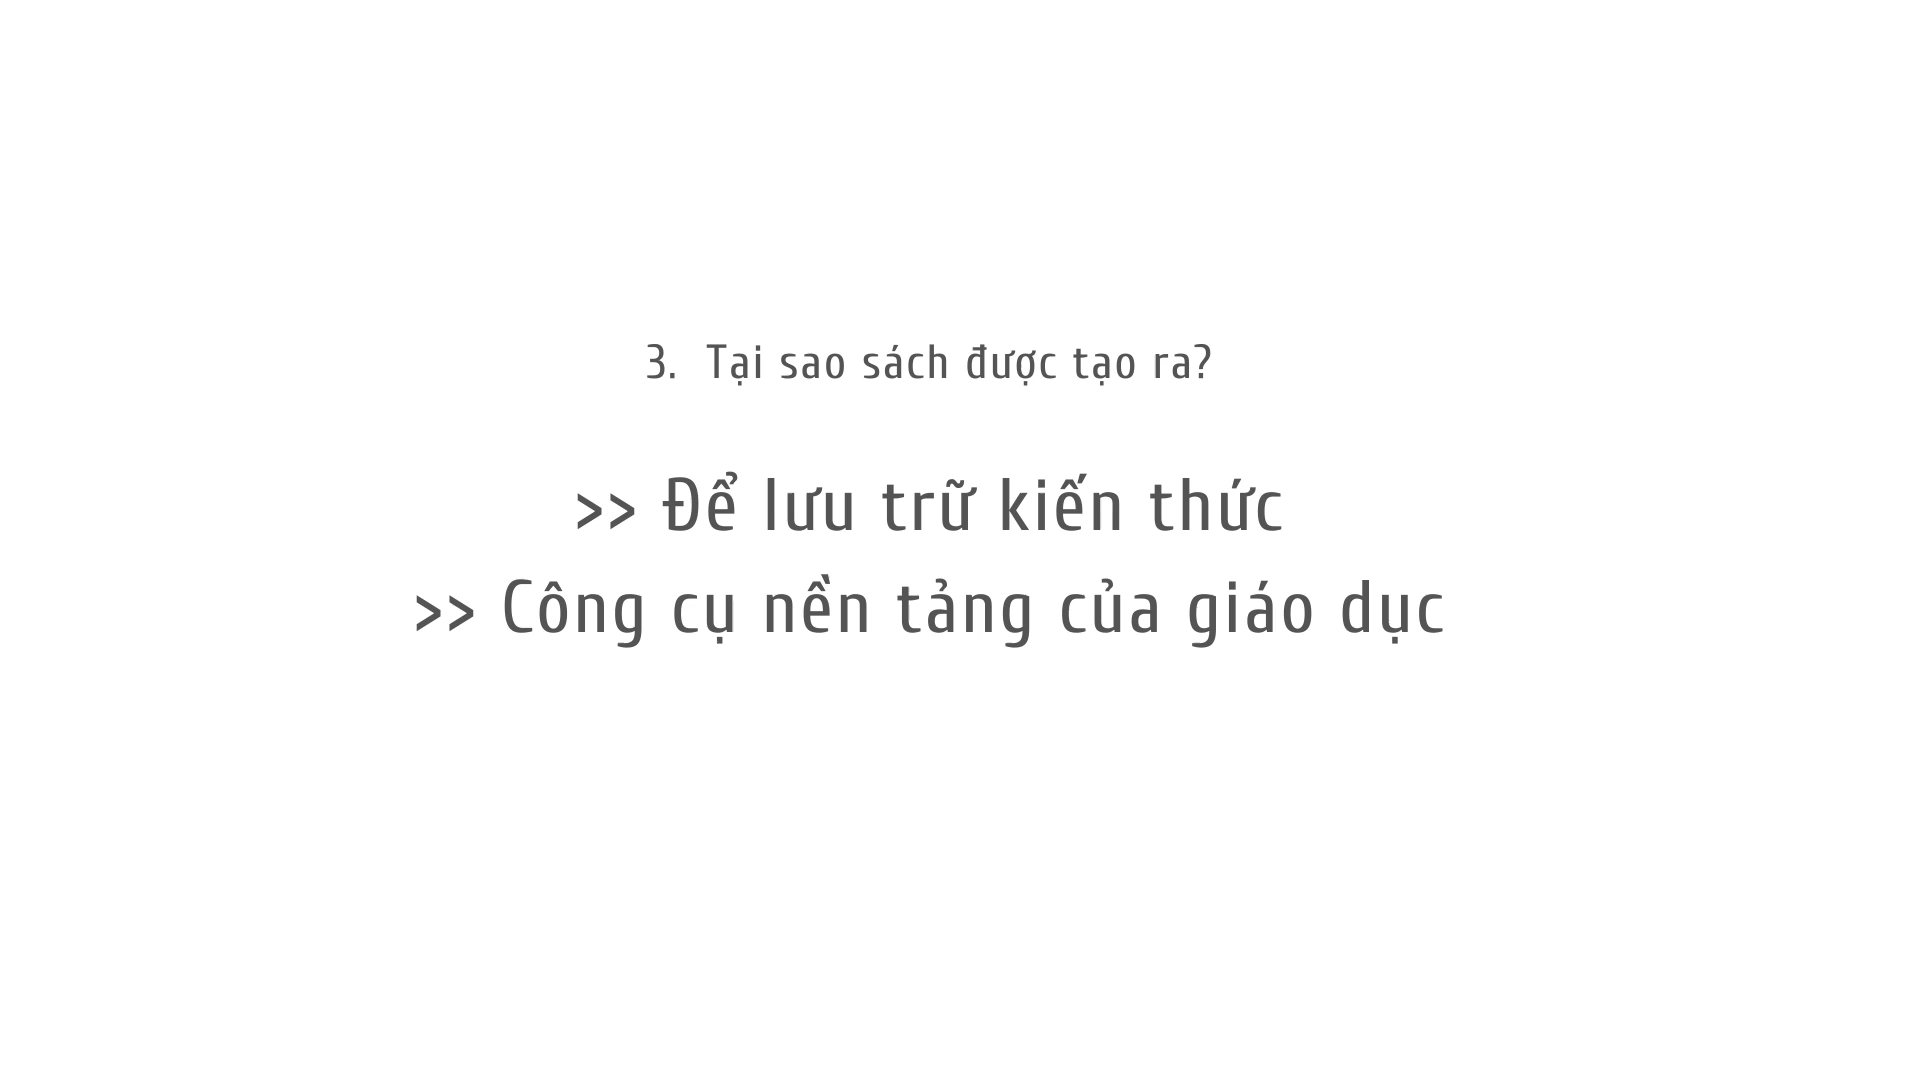 3. Tại sao sách được tạo ra?
>> Để lưu trữ kiến thức
>> Công cụ nền tảng của giáo dục